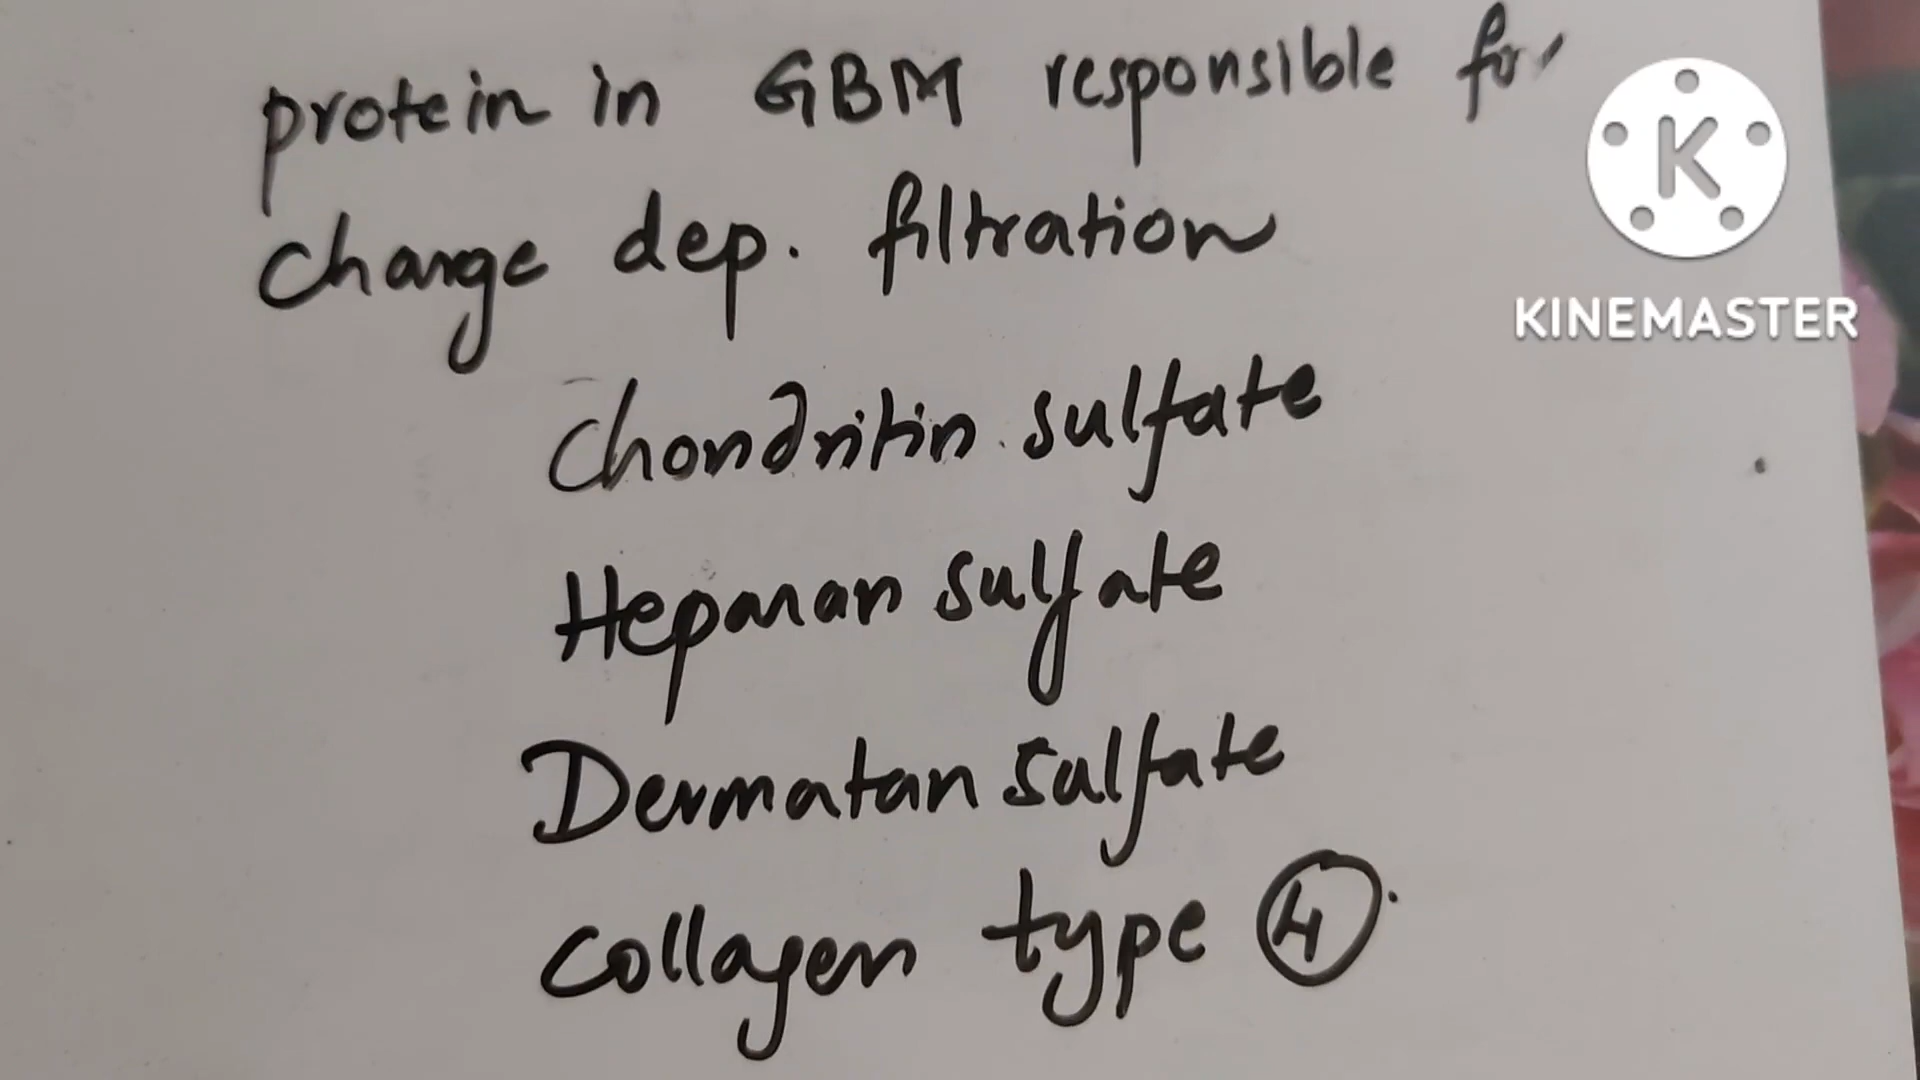 protein in GBM responsible for
charge dep. filtration
Chondritin sulfate
Heparan sulfate
Dermatan sulfate
collagen type 4
K
KINEMASTER